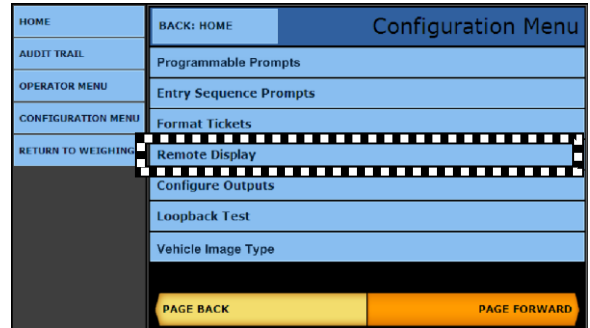 HOME
AUDIT TRAIL
OPERATOR MENU
CONFIGURATION MENU
RETURN TO WEIGHING
BACK: HOME
Configuration Menu
Programmable Prompts
Entry Sequence Prompts
Format Tickets
Remote Display
Configure Outputs
Loopback Test
Vehicle Image Type
PAGE BACK
PAGE FORWARD